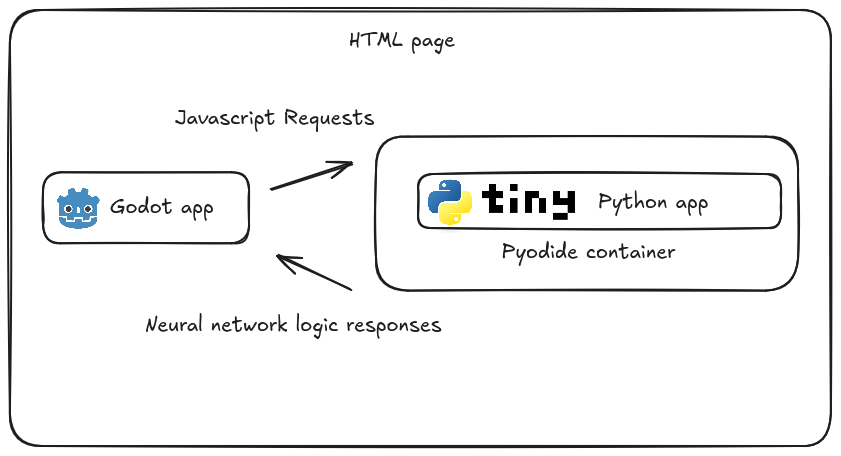 HTML page
Javascript Requests
Godot app
tiny Python app
Pyodide container
Neural network logic responses